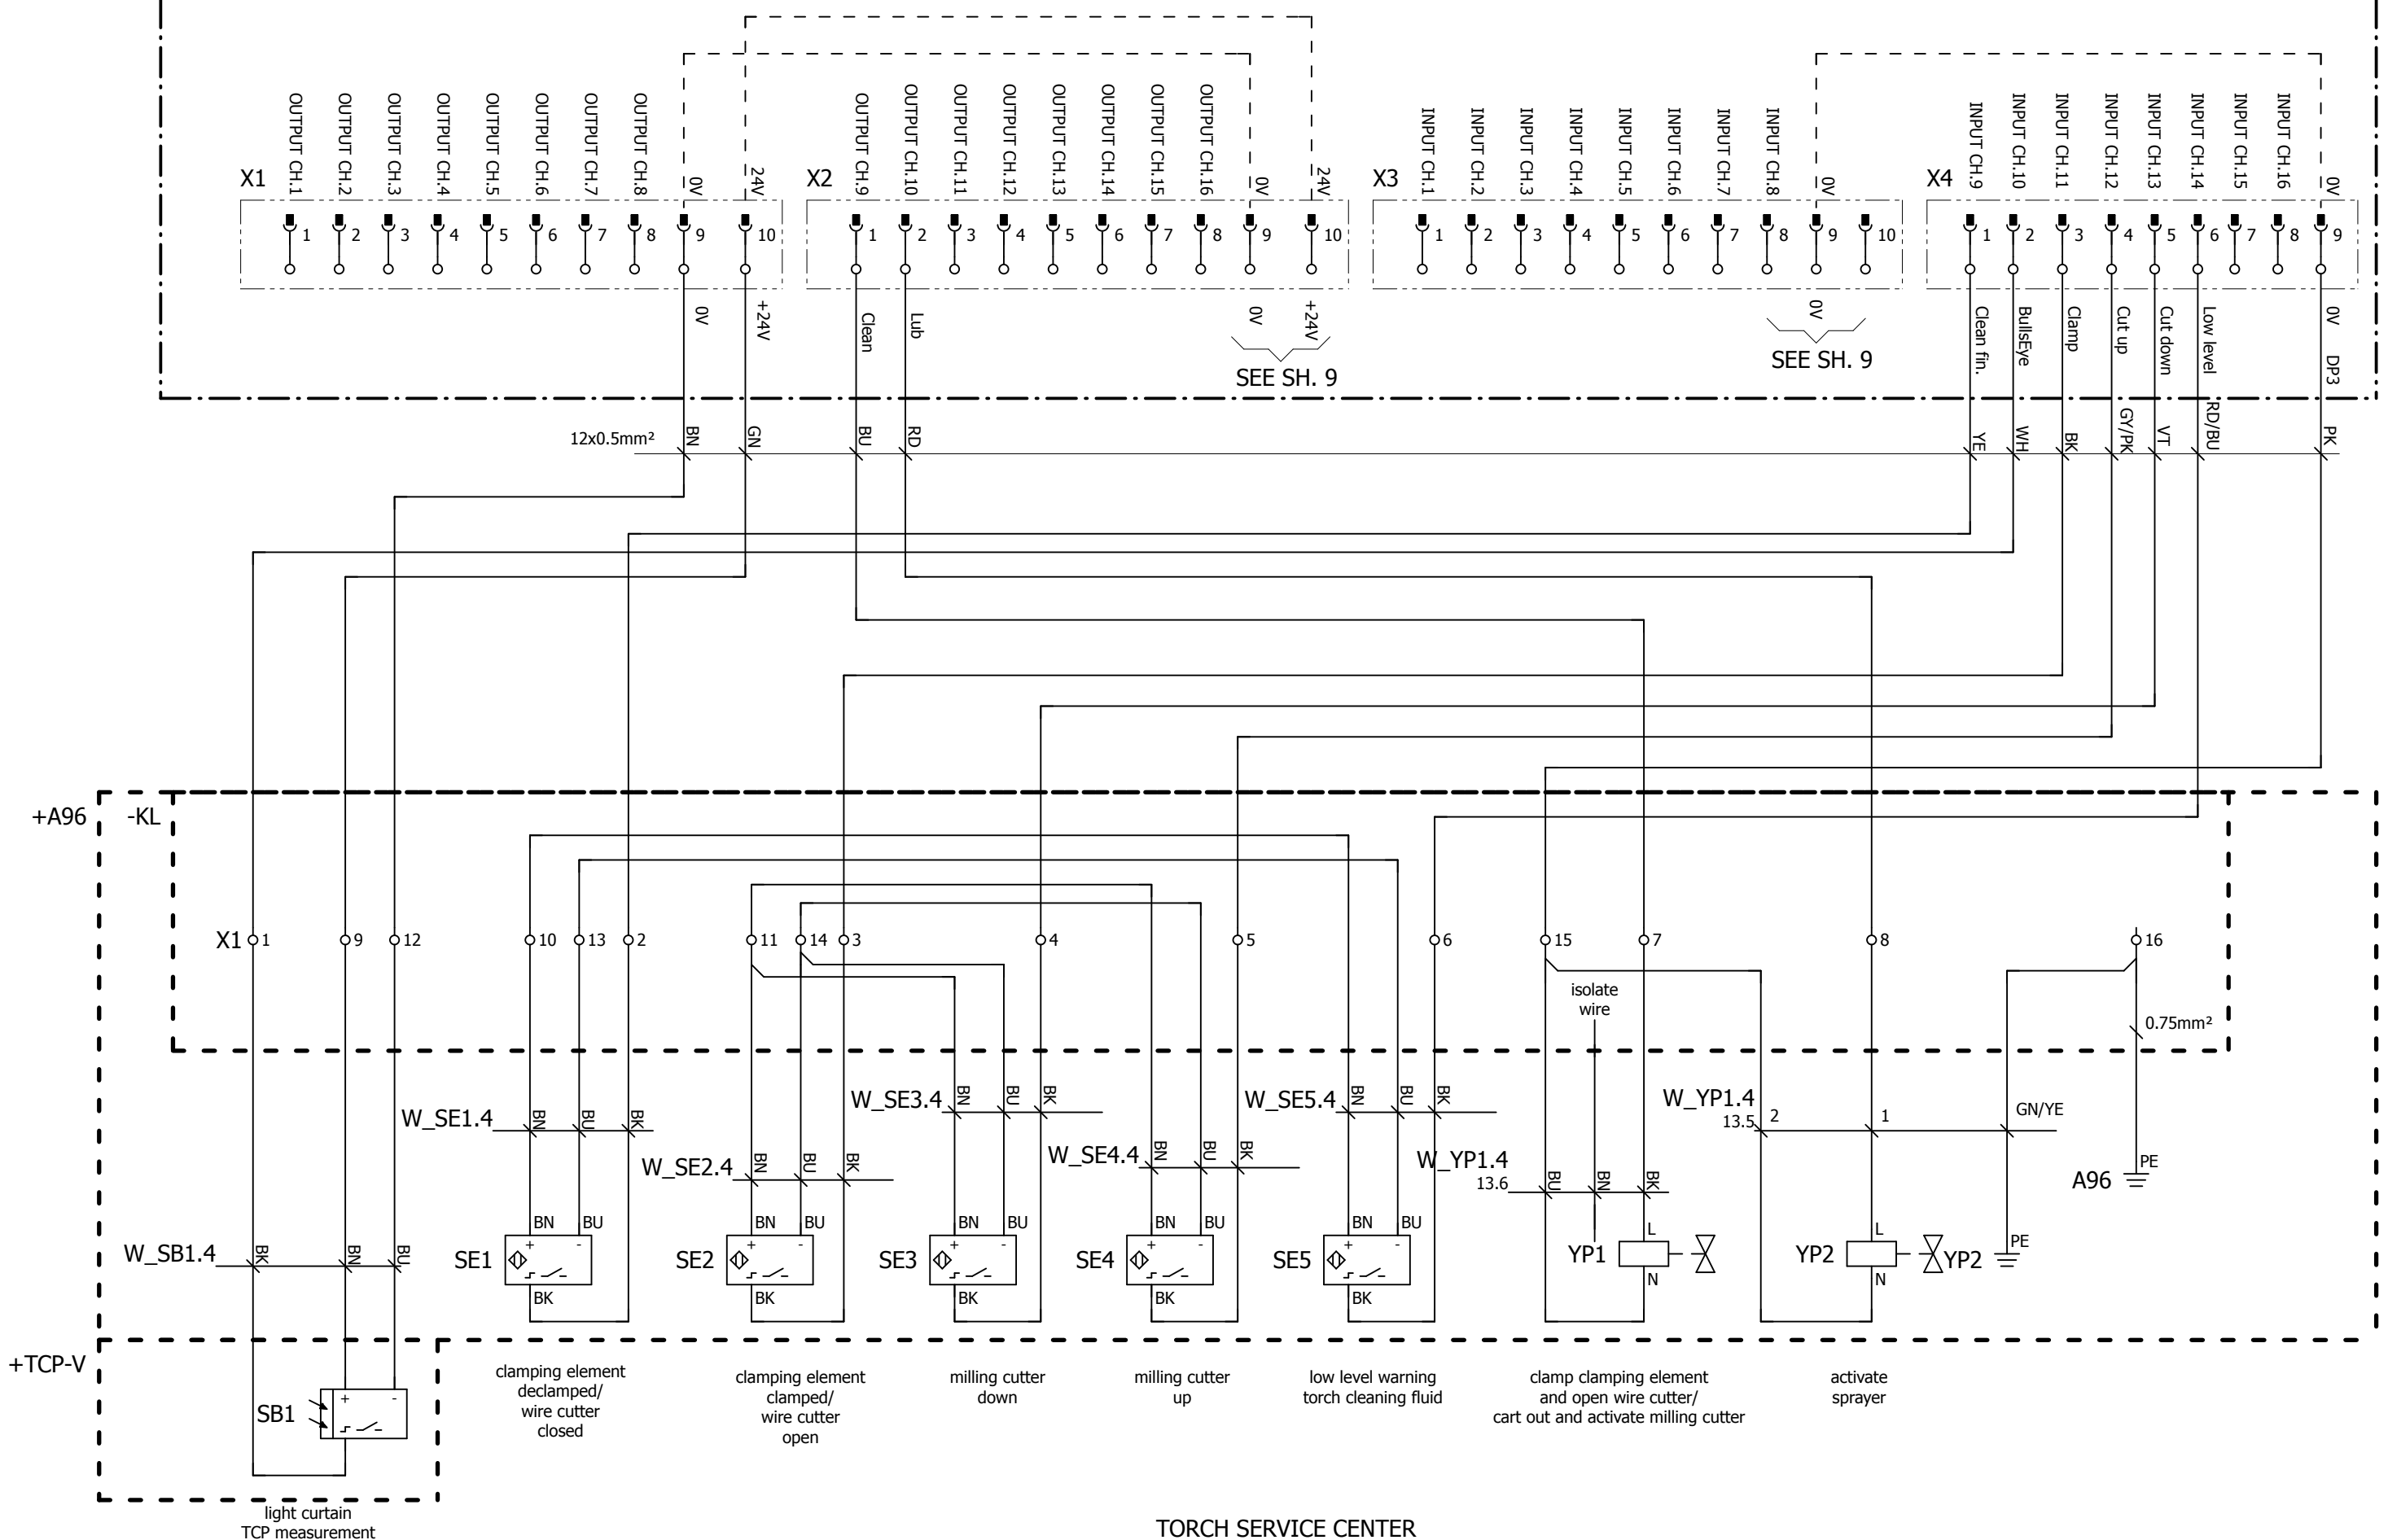 OUTPUT CH.1
OUTPUT CH.2
OUTPUT CH.3
OUTPUT CH.4
OUTPUT CH.5
OUTPUT CH.6
OUTPUT CH.7
OUTPUT CH.8
0V
24V
OUTPUT CH.9
OUTPUT CH.10
OUTPUT CH.11
OUTPUT CH.12
OUTPUT CH.13
OUTPUT CH.14
OUTPUT CH.15
OUTPUT CH.16
0V
24V
INPUT CH.1
INPUT CH.2
INPUT CH.3
INPUT CH.4
INPUT CH.5
INPUT CH.6
INPUT CH.7
INPUT CH.8
0V
INPUT CH.9
INPUT CH.10
INPUT CH.11
INPUT CH.12
INPUT CH.13
INPUT CH.14
INPUT CH.15
INPUT CH.16
0V
X1
X2
X3
X4
1 2 3 4 5 6 7 8 9 10
1 2 3 4 5 6 7 8 9 10
1 2 3 4 5 6 7 8 9 10
1 2 3 4 5 6 7 8 9
0V
+24V
Clean
Lub
0V
+24V
SEE SH. 9
0V
SEE SH. 9
Clean fin.
BullsEye
Clamp
Cut up
Cut down
Low level
0V DP3
12x0.5mm²
BN
GN
BU
RD
YE
WH
BK
GY/PK
VT
RD/BU
PK
+A96
-KL
X1
1
9
12
10
13
2
11
14
3
4
5
6
15
7
8
16
isolate
wire
0.75mm²
W_SE1.4
BN
BU
BK
W_SE2.4
BN
BU
BK
W_SE3.4
BN
BU
BK
W_SE4.4
BN
BU
BK
W_SE5.4
BN
BU
BK
W_YP1.4
13.6
BU
BN
BK
W_YP1.4
13.5
2
1
GN/YE
A96
PE
W_SB1.4
BK
BN
BU
SE1
BN
BU
+ -
BK
SE2
BN
BU
+ -
BK
SE3
BN
BU
+ -
BK
SE4
BN
BU
+ -
BK
SE5
BN
BU
+ -
BK
YP1
L
N
YP2
L
N
YP2
PE
+TCP-V
SB1
+ -
clamping element
declamped/
wire cutter
closed
clamping element
clamped/
wire cutter
open
milling cutter
down
milling cutter
up
low level warning
torch cleaning fluid
clamp clamping element
and open wire cutter/
cart out and activate milling cutter
activate
sprayer
light curtain
TCP measurement
TORCH SERVICE CENTER